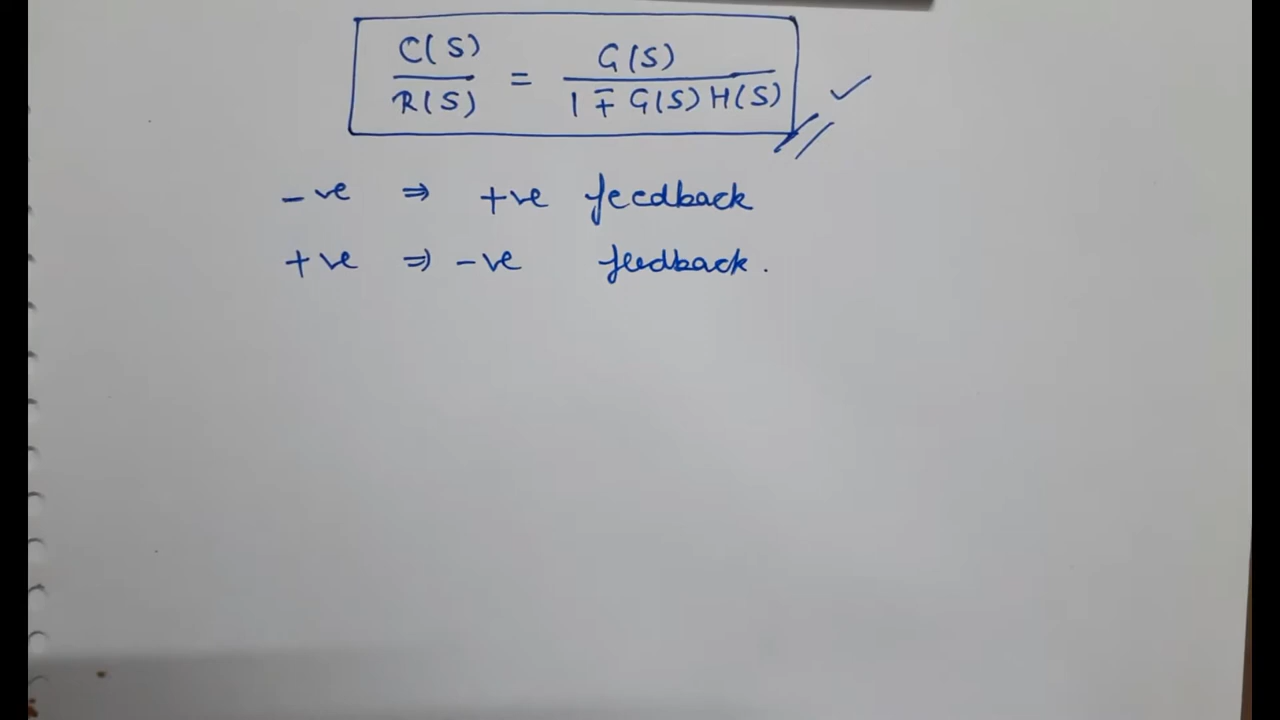 C(S) / R(S) = G(S) / 1 ∓ G(S) H(S) ✓
-ve ⇒ +ve feedback
+ve ⇒ -ve feedback.